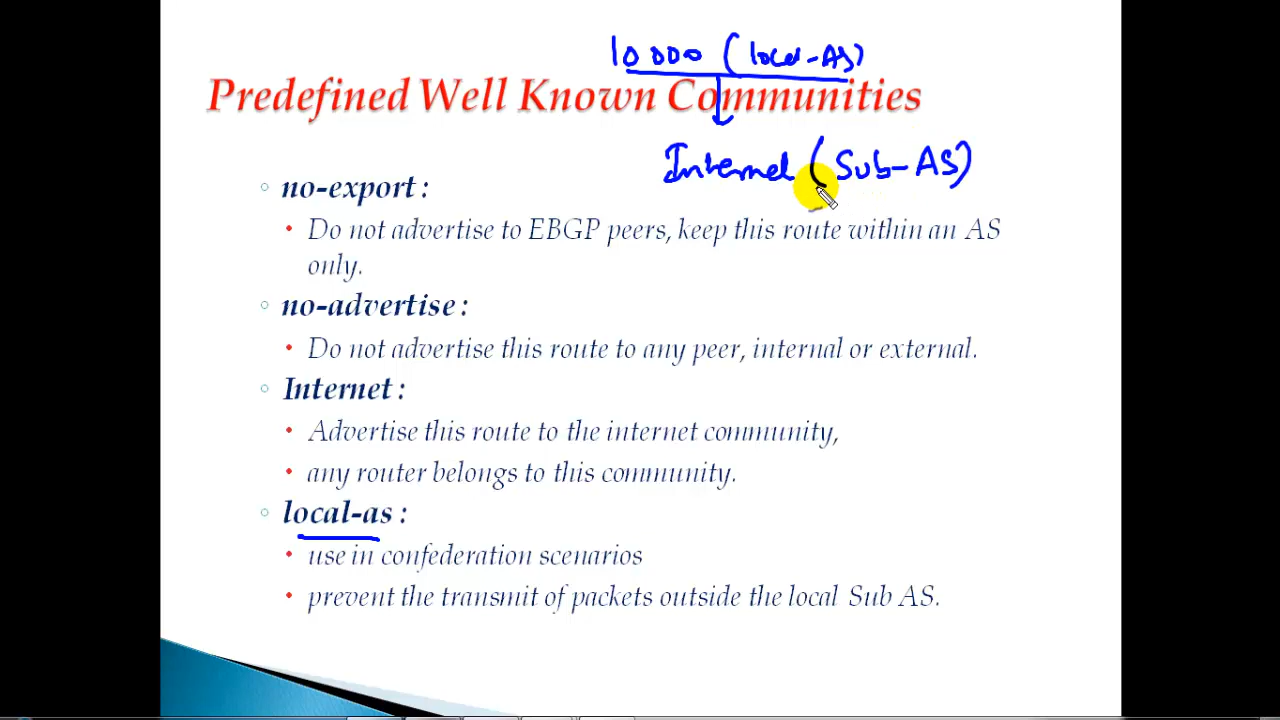 10000 (local-AS)
Predefined Well Known Communities
Internel (Sub-AS)
no-export :
Do not advertise to EBGP peers, keep this route within an AS
only.
no-advertise :
Do not advertise this route to any peer, internal or external.
Internet :
Advertise this route to the internet community,
any router belongs to this community.
local-as :
use in confederation scenarios
prevent the transmit of packets outside the local Sub AS.